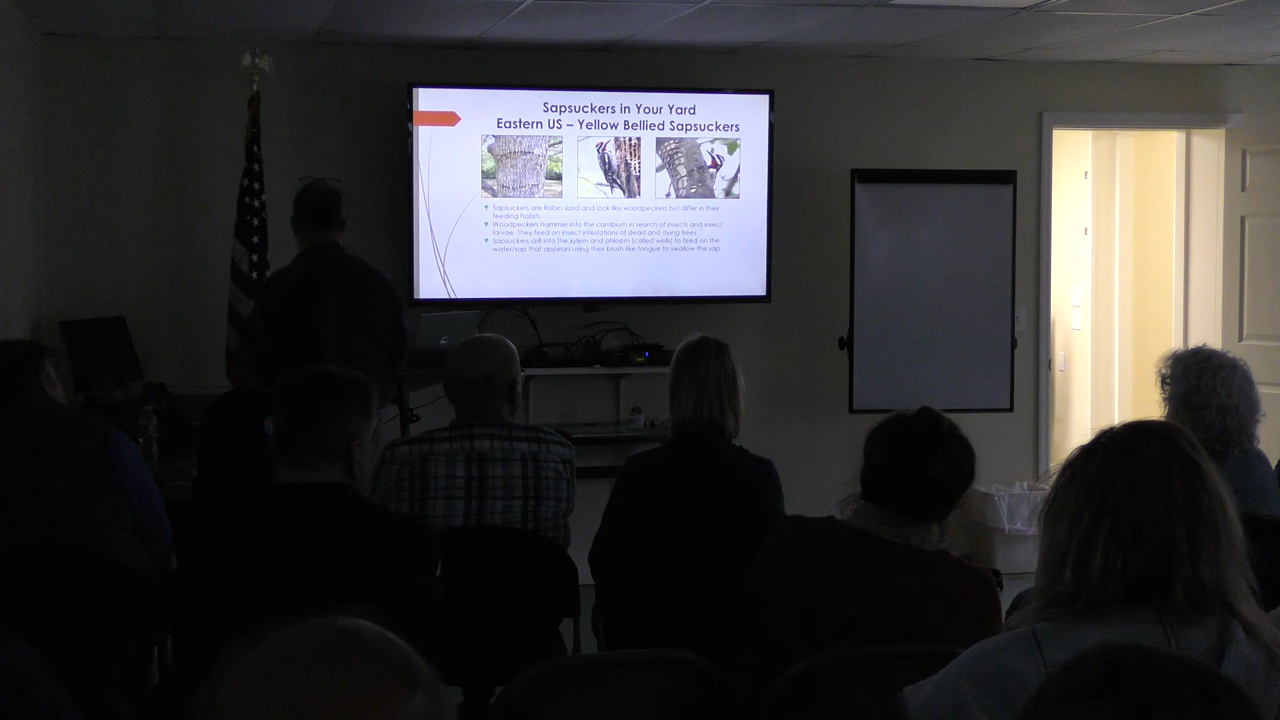 Sapsuckers in Your Yard
Eastern US – Yellow Bellied Sapsuckers
Sapsuckers are Robin sized and look like woodpeckers but differ in their
feeding habits
Woodpeckers hammer into the cambium in search of insects and insect
larvae. They feed on insect infestations of dead and dying trees.
Sapsuckers drill into the xylem and phloem (called wells) to feed on the
water/sap that appears using their brush-like tongue to swallow the sap